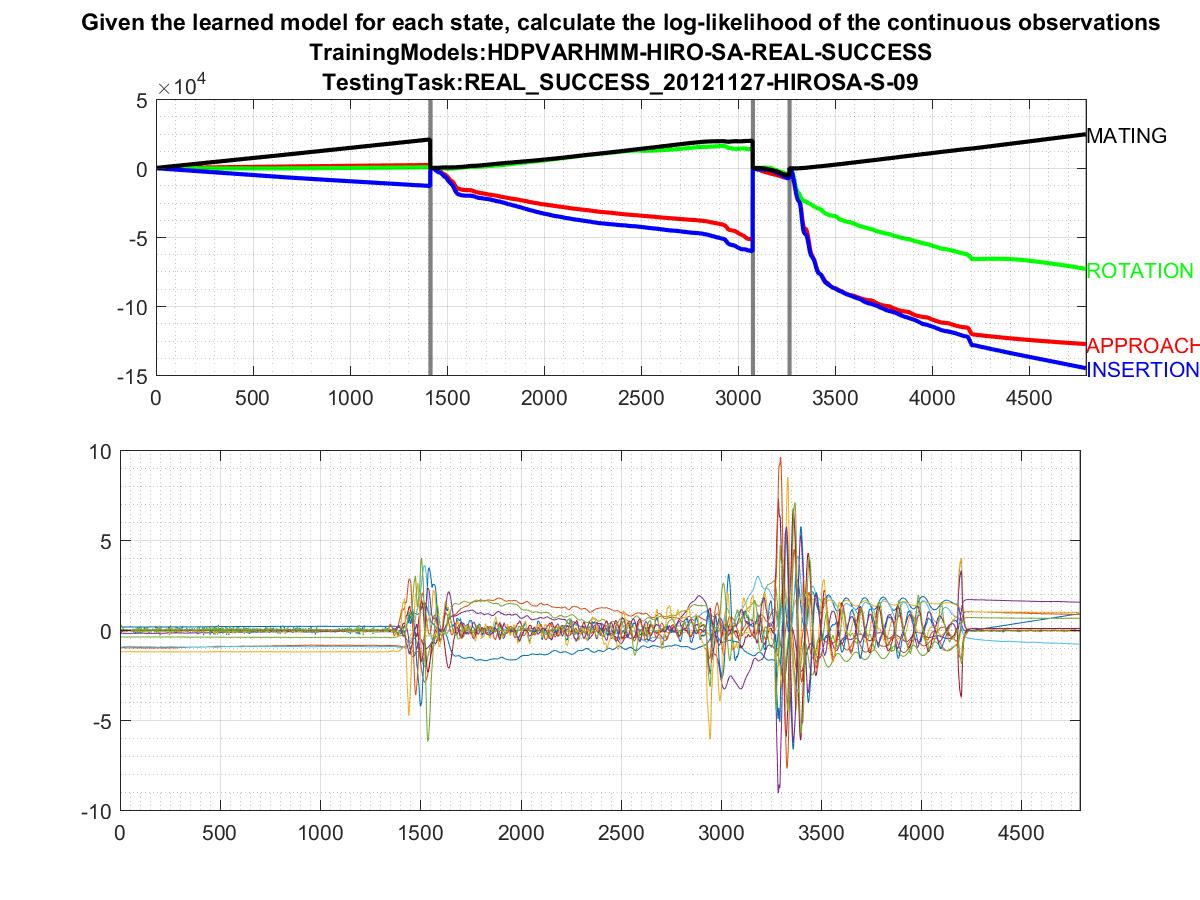 Given the learned model for each state, calculate the log-likelihood of the continuous observations
TrainingModels:HDPVARHMM-HIRO-SA-REAL-SUCCESS
TestingTask:REAL_SUCCESS_20121127-HIROSA-S-09
×10^4
5
MATING
0
-5
ROTATION
-10
APPROACH
INSERTION
-15
0 500 1000 1500 2000 2500 3000 3500 4000 4500
10
5
0
-5
-10
0 500 1000 1500 2000 2500 3000 3500 4000 4500